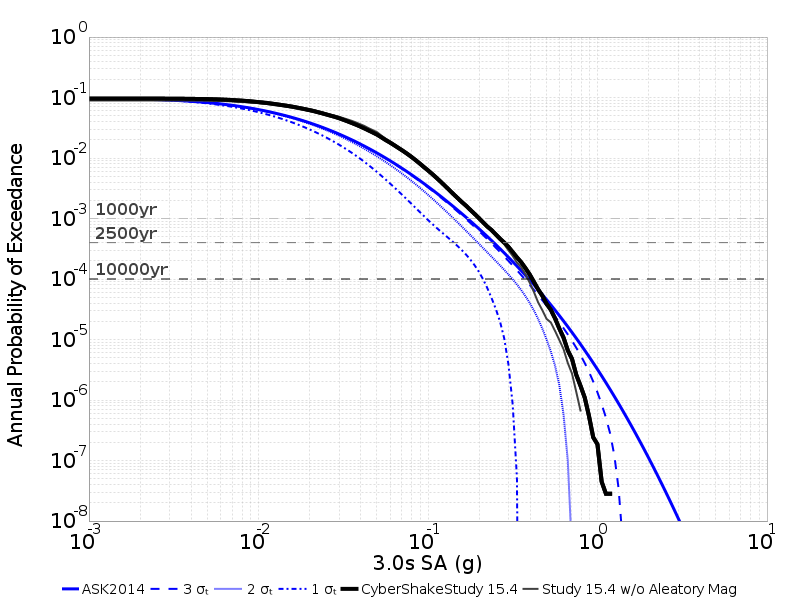 10^0
10^-1
10^-2
10^-3
10^-4
10^-5
10^-6
10^-7
10^-8
Annual Probability of Exceedance
1000yr
2500yr
10000yr
10^-3 10^-2 10^-1 10^0 10^1
3.0s SA (g)
ASK2014 3 σₜ 2 σₜ 1 σₜ CyberShakeStudy 15.4 Study 15.4 w/o Aleatory Mag